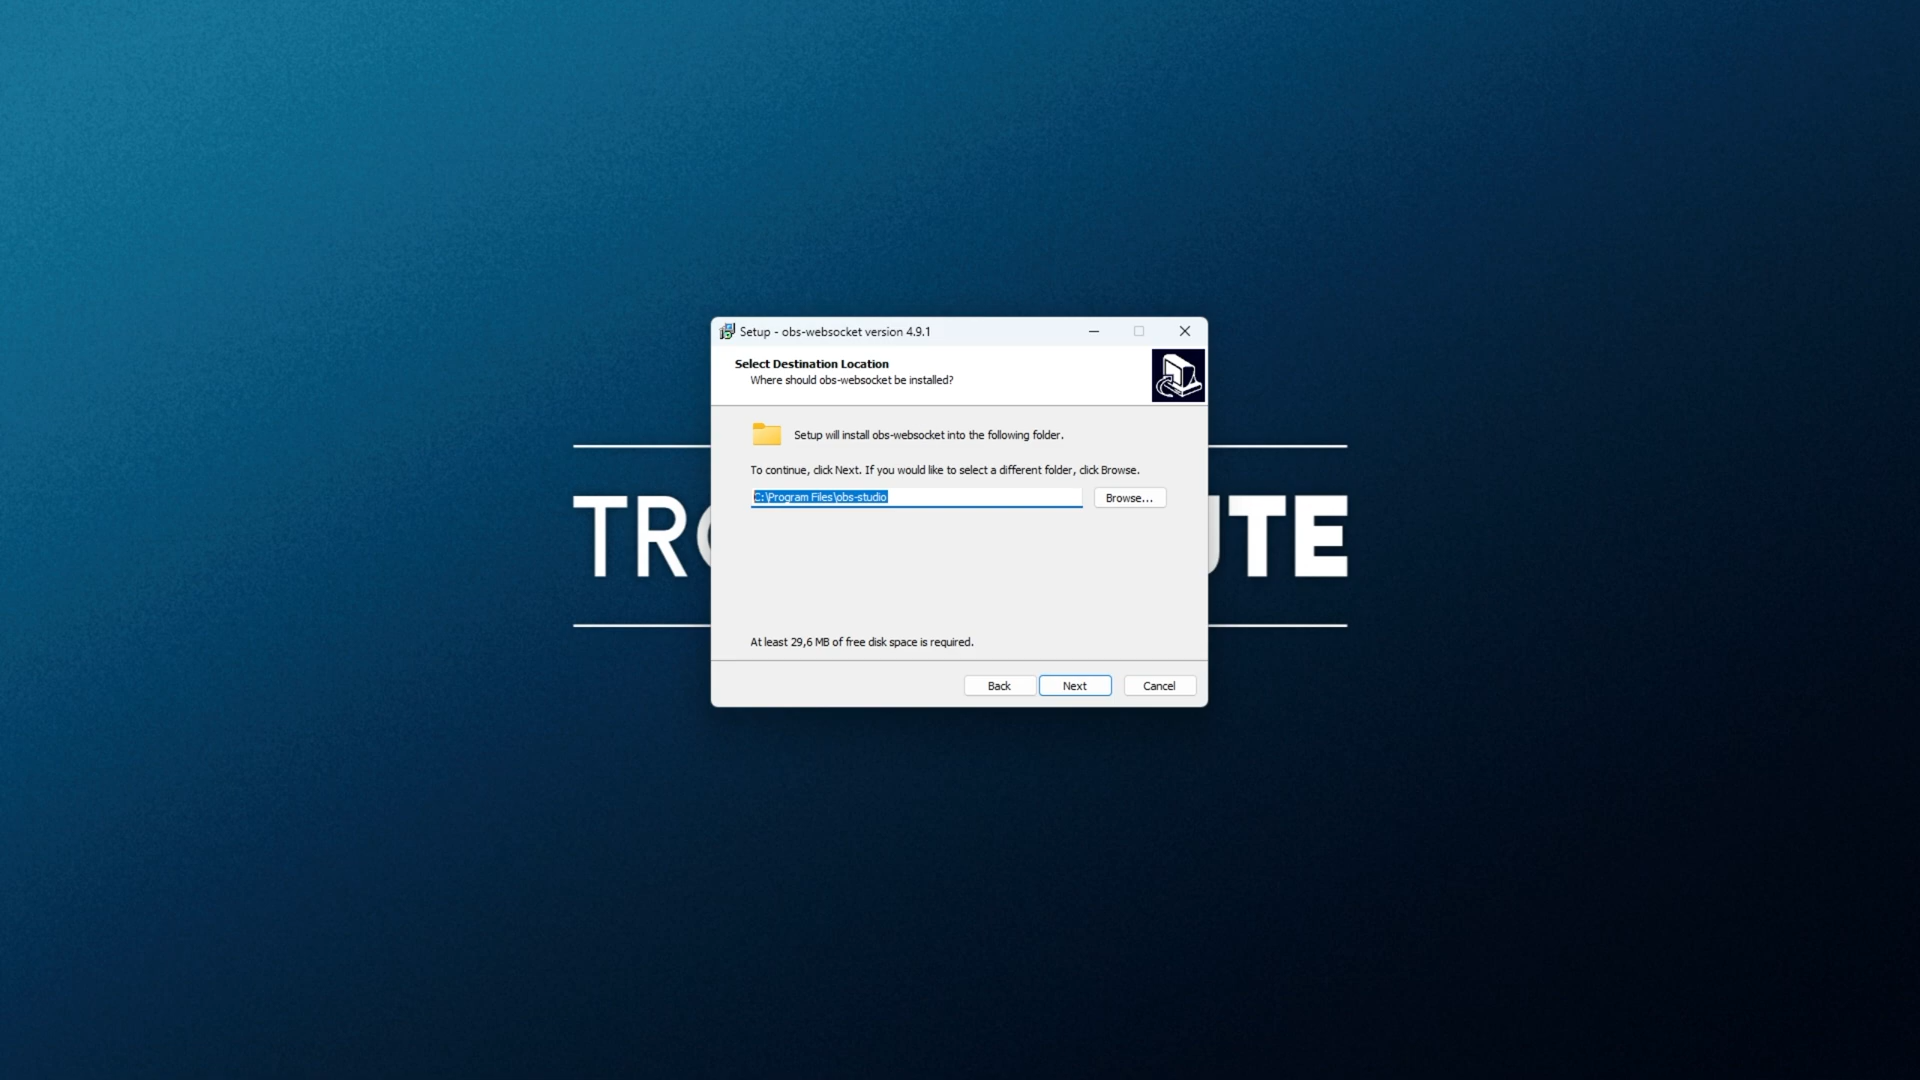 Setup - obs-websocket version 4.9.1
Select Destination Location
Where should obs-websocket be installed?
Setup will install obs-websocket into the following folder.
To continue, click Next. If you would like to select a different folder, click Browse.
C:\Program Files\obs-studio
Browse...
TR
TE
At least 29,6 MB of free disk space is required.
Back
Next
Cancel